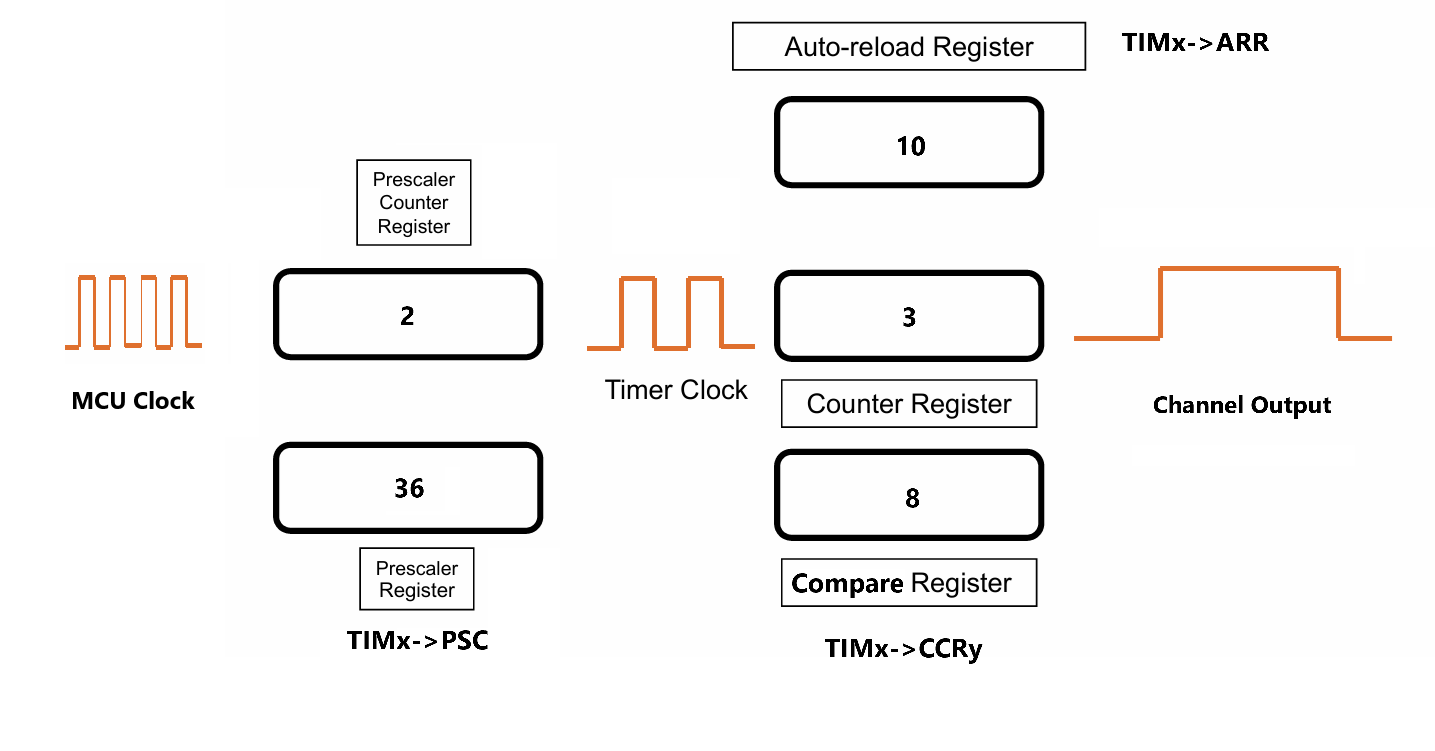 Auto-reload Register
TIMx->ARR
10
Prescaler
Counter
Register
2
3
Timer Clock
MCU Clock
Counter Register
Channel Output
36
8
Prescaler
Register
Compare Register
TIMx->PSC
TIMx->CCRy